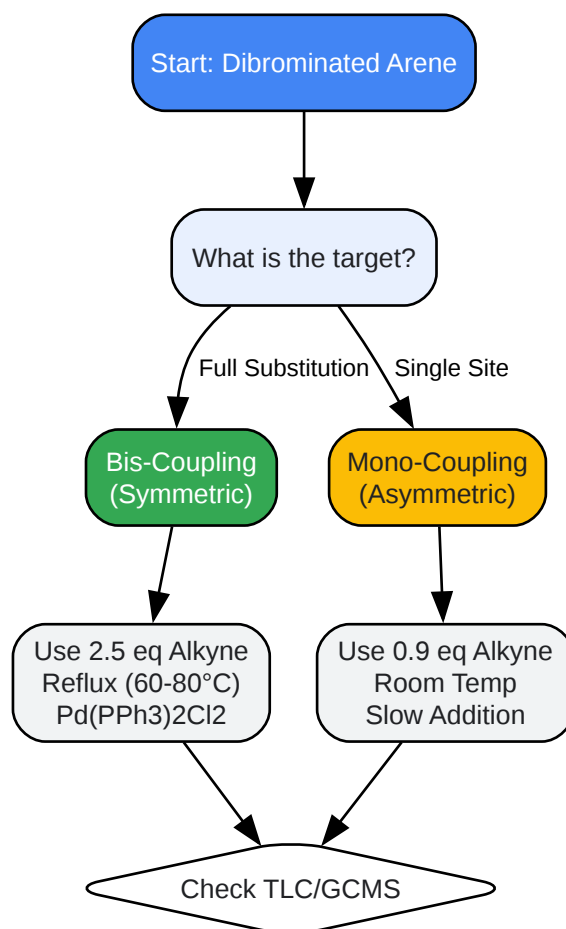 Start: Dibrominated Arene
What is the target?
Full Substitution
Single Site
Bis-Coupling
(Symmetric)
Mono-Coupling
(Asymmetric)
Use 2.5 eq Alkyne
Reflux (60-80°C)
Pd(PPh3)2Cl2
Use 0.9 eq Alkyne
Room Temp
Slow Addition
Check TLC/GCMS